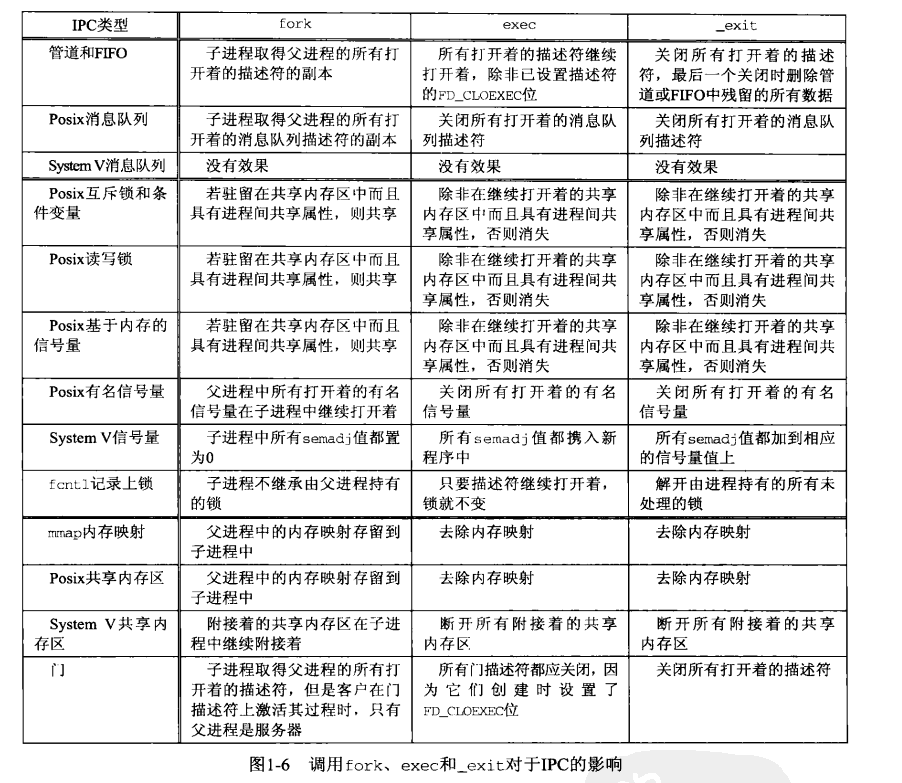 IPC类型 fork exec _exit
管道和FIFO 子进程取得父进程的所有打 所有打开着的描述符继续 关闭所有打开着的描述
开着的描述符的副本 打开着，除非已设置描述符 符，最后一个关闭时删除管
的FD_CLOEXEC位 道或FIFO中残留的所有数据
Posix消息队列 子进程取得父进程的所有打 关闭所有打开着的消息队 关闭所有打开着的消息队
开着的消息队列描述符的副本 列描述符 列描述符
System V消息队列 没有效果 没有效果 没有效果
Posix互斥锁和条 若驻留在共享内存区中而且 除非在继续打开着的共享 除非在继续打开着的共享
件变量 具有进程间共享属性，则共享 内存区中而且具有进程间共 内存区中而且具有进程间共
享属性，否则消失 享属性，否则消失
Posix读写锁 若驻留在共享内存区中而且 除非在继续打开着的共享 除非在继续打开着的共享
具有进程间共享属性，则共享 内存区中而且具有进程间共 内存区中而且具有进程间共
享属性，否则消失 享属性，否则消失
Posix基于内存的 若驻留在共享内存区中而且 除非在继续打开着的共享 除非在继续打开着的共享
信号量 具有进程间共享属性，则共享 内存区中而且具有进程间共 内存区中而且具有进程间共
享属性，否则消失 享属性，否则消失
Posix有名信号量 父进程中所有打开着的有名 关闭所有打开着的有名 关闭所有打开着的有名
信号量在子进程中继续打开着 信号量 信号量
System V信号量 子进程中所有semadj值都置 所有semadj值都携入新 所有semadj值都加到相应
为0 程序中 的信号量值上
fcntl记录上锁 子进程不继承由父进程持有 只要描述符继续打开着， 解开由进程持有的所有未
的锁 锁就不变 处理的锁
mmap内存映射 父进程中的内存映射存留到 去除内存映射 去除内存映射
子进程中
Posix共享内存区 父进程中的内存映射存留到 去除内存映射 去除内存映射
子进程中
System V共享内 附接着的共享内存区在子进 断开所有附接着的共享 断开所有附接着的共享
存区 程中继续附接着 内存区 内存区
门 子进程取得父进程的所有打 所有门描述符都应关闭，因 关闭所有打开着的描述符
开着的描述符，但是客户在门 为它们创建时设置了
描述符上激活其过程时，只有 FD_CLOEXEC位
父进程是服务器
图1-6 调用fork、exec和_exit对于IPC的影响